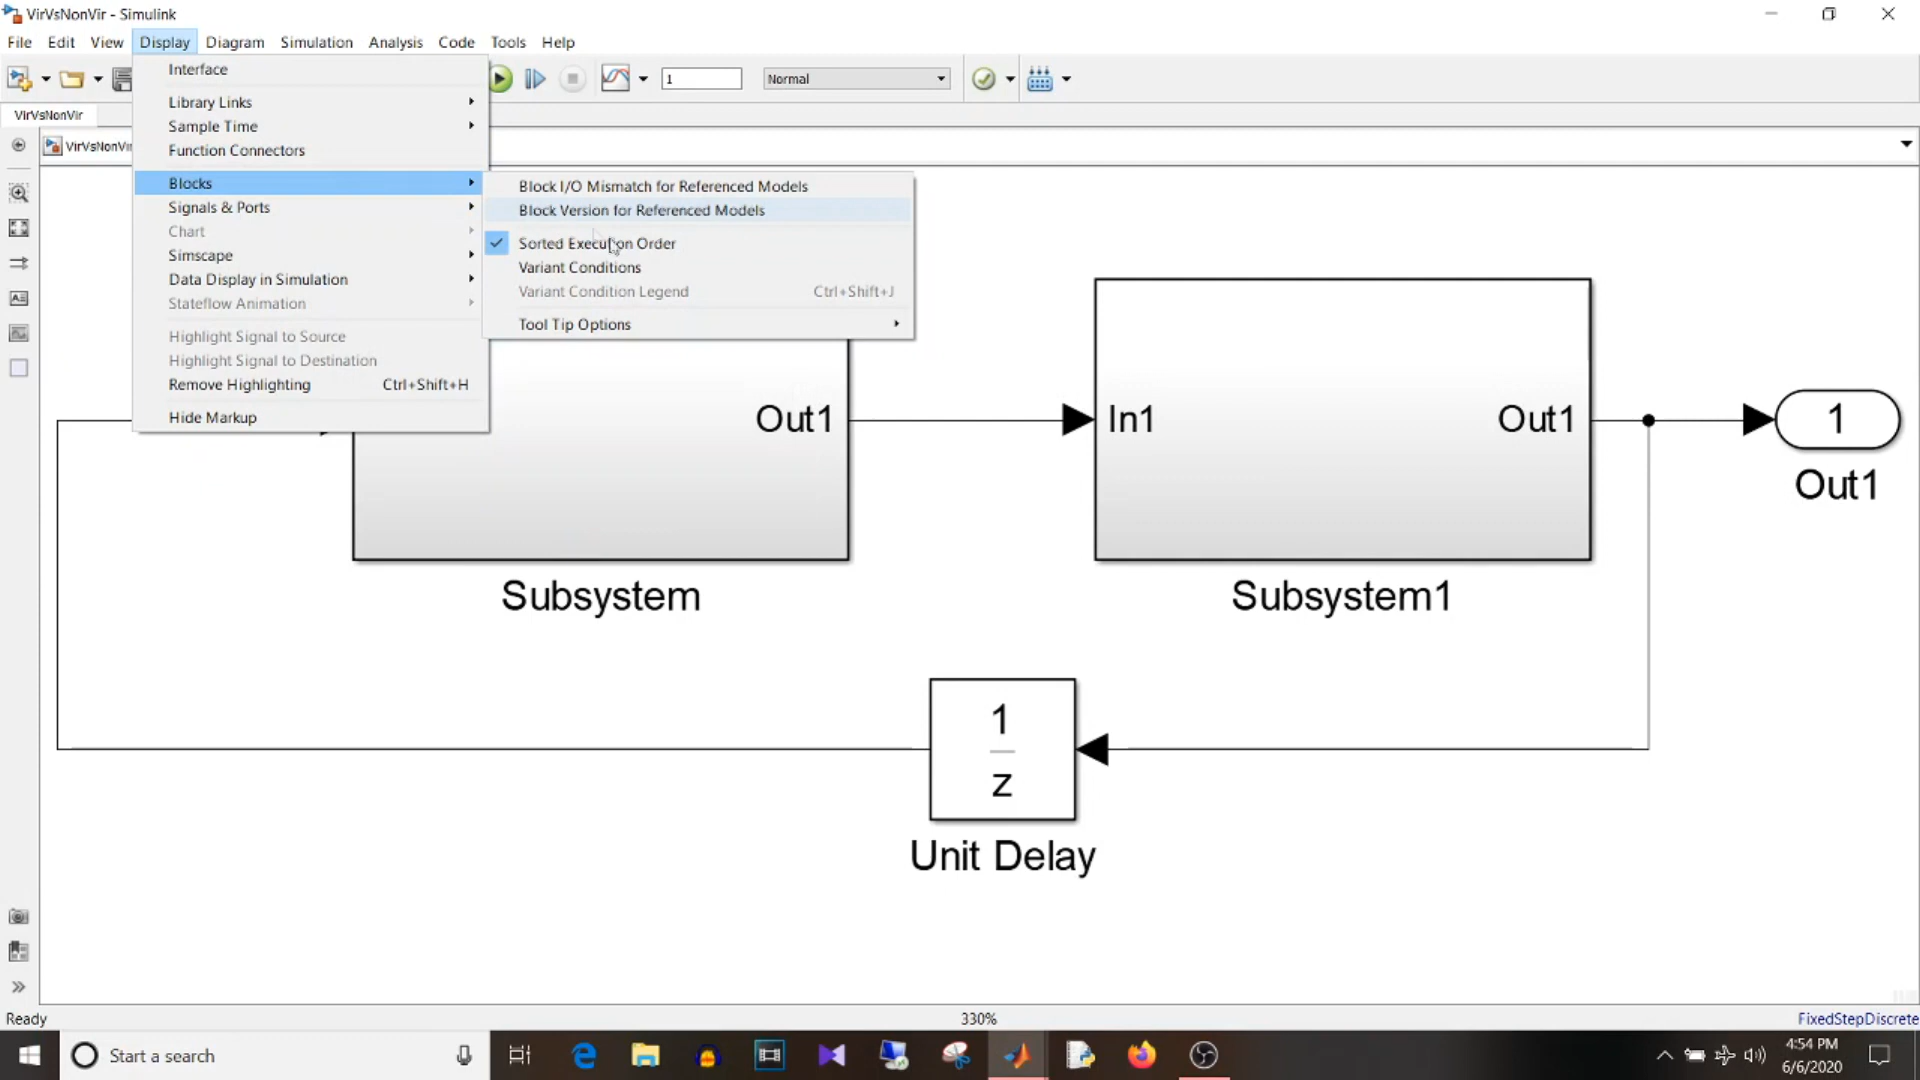 VirVsNonVir - Simulink
File Edit View Display Diagram Simulation Analysis Code Tools Help
1 Normal
VirVsNonVir
VirVsNonVir
Interface
Library Links
Sample Time
Function Connectors
Blocks
Signals & Ports
Chart
Simscape
Data Display in Simulation
Stateflow Animation
Highlight Signal to Source
Highlight Signal to Destination
Remove Highlighting Ctrl+Shift+H
Hide Markup
Block I/O Mismatch for Referenced Models
Block Version for Referenced Models
Sorted Execution Order
Variant Conditions
Variant Condition Legend Ctrl+Shift+J
Tool Tip Options
Out1
In1 Out1
1
Out1
Subsystem
Subsystem1
1
z
Unit Delay
Ready 330% FixedStepDiscrete
Start a search
4:54 PM
6/6/2020